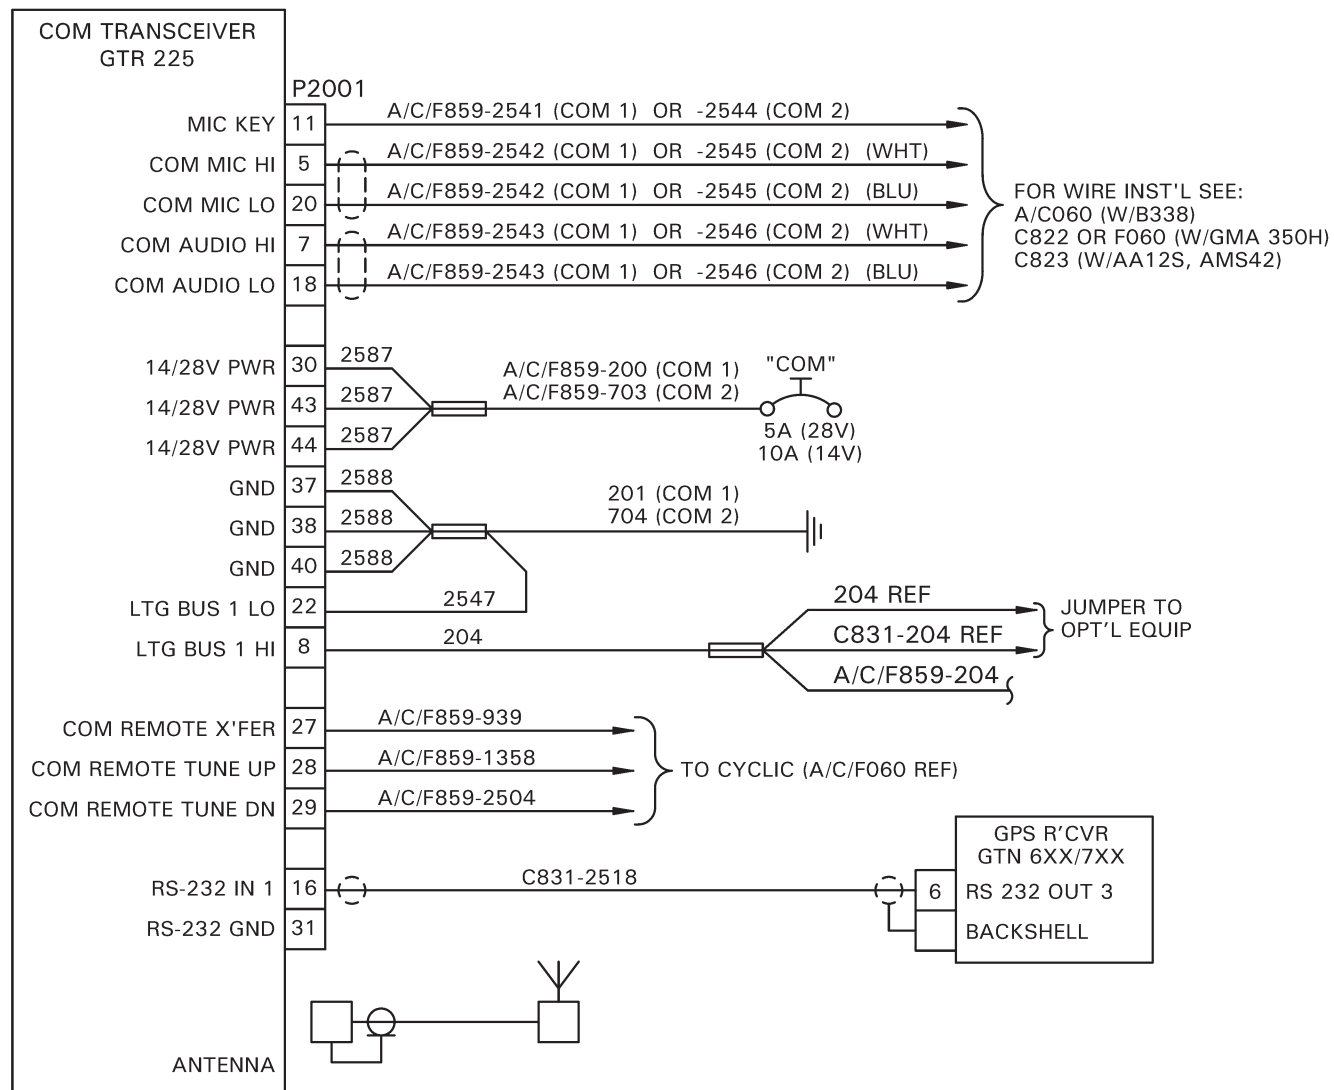 COM TRANSCEIVER
GTR 225
P2001
MIC KEY 11 A/C/F859-2541 (COM 1) OR -2544 (COM 2)
COM MIC HI 5 A/C/F859-2542 (COM 1) OR -2545 (COM 2) (WHT)
COM MIC LO 20 A/C/F859-2542 (COM 1) OR -2545 (COM 2) (BLU)
COM AUDIO HI 7 A/C/F859-2543 (COM 1) OR -2546 (COM 2) (WHT)
COM AUDIO LO 18 A/C/F859-2543 (COM 1) OR -2546 (COM 2) (BLU)
FOR WIRE INST'L SEE:
A/C060 (W/B338)
C822 OR F060 (W/GMA 350H)
C823 (W/AA12S, AMS42)
14/28V PWR 30 2587
14/28V PWR 43 2587
14/28V PWR 44 2587
A/C/F859-200 (COM 1)
A/C/F859-703 (COM 2)
"COM"
5A (28V)
10A (14V)
GND 37 2588
GND 38 2588
GND 40 2588
201 (COM 1)
704 (COM 2)
LTG BUS 1 LO 22 2547
LTG BUS 1 HI 8 204
204 REF
C831-204 REF
A/C/F859-204
JUMPER TO
OPT’L EQUIP
COM REMOTE X'FER 27 A/C/F859-939
COM REMOTE TUNE UP 28 A/C/F859-1358
COM REMOTE TUNE DN 29 A/C/F859-2504
TO CYCLIC (A/C/F060 REF)
GPS R’CVR
GTN 6XX/7XX
RS-232 IN 1 16 C831-2518 6 RS 232 OUT 3
RS-232 GND 31 BACKSHELL
ANTENNA